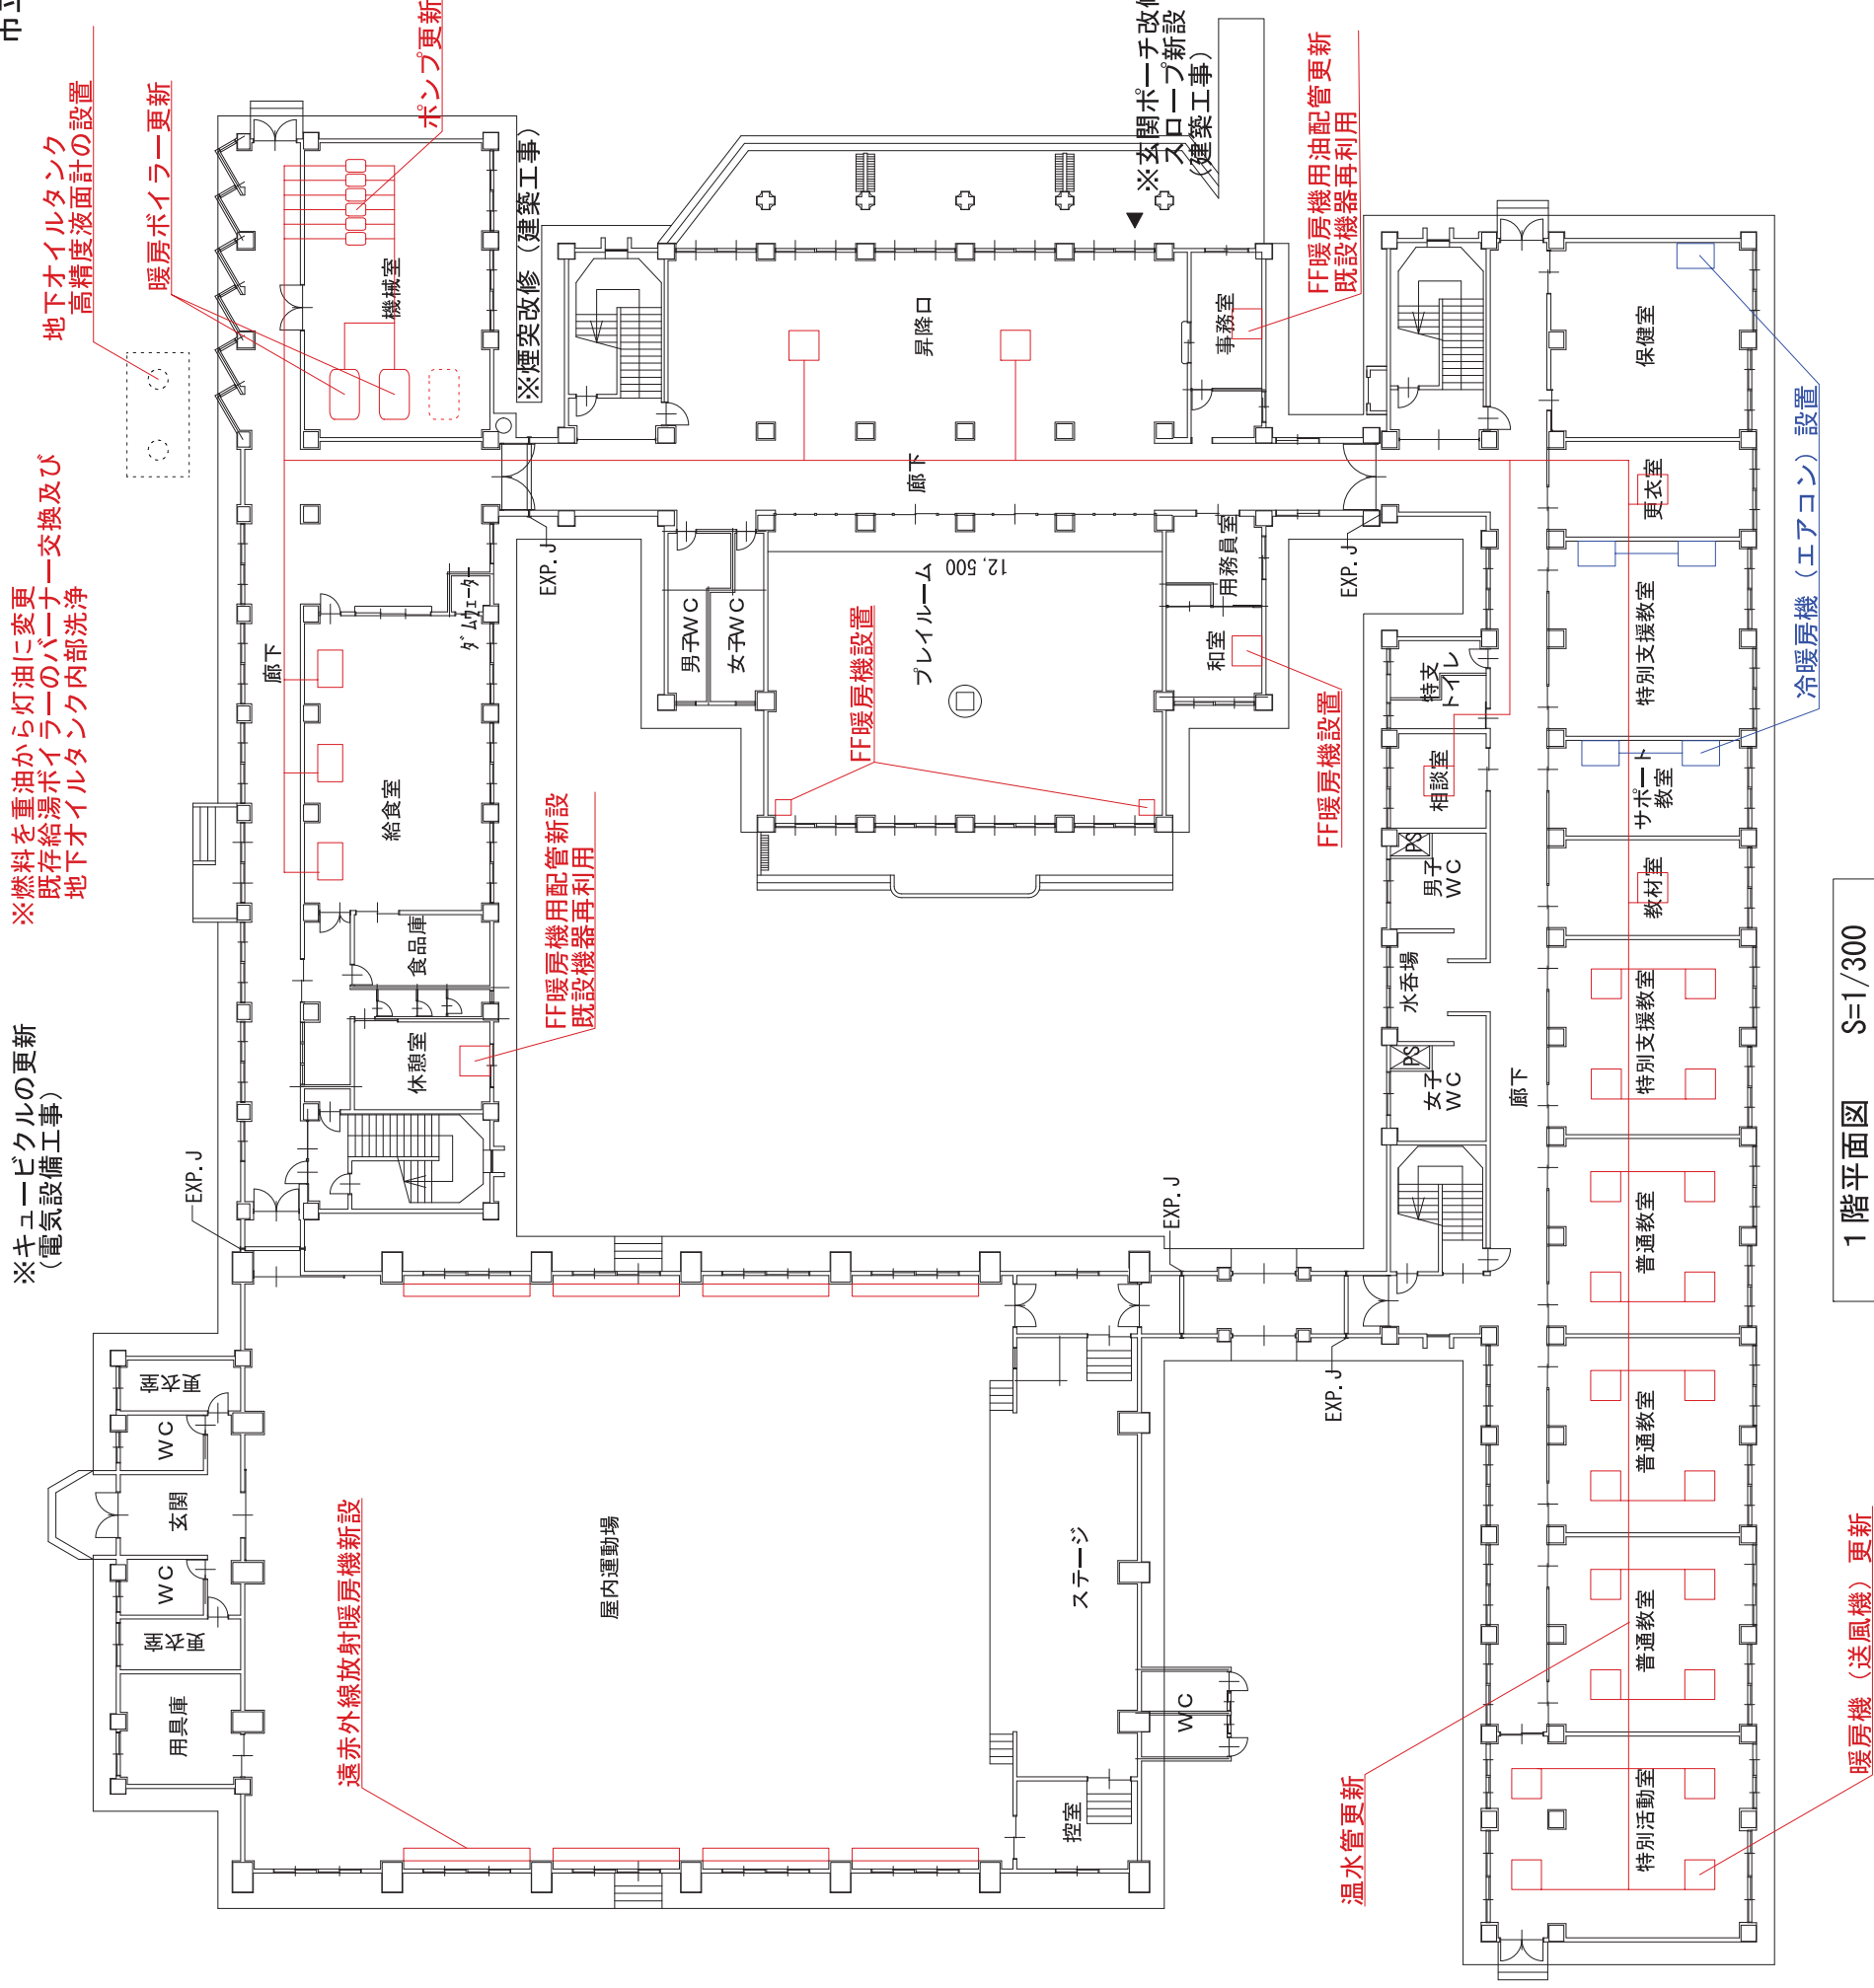 市立
※キュービクルの更新
（電気設備工事）
※燃料を重油から灯油に変更
既存給湯ボイラーのバーナー交換及び
地下オイルタンク内部洗浄
地下オイルタンク
高精度液面計の設置
暖房ボイラー更新
ポンプ更新
機械室
※煙突改修（建築工事）
廊下
給食室
ﾀﾞﾑｳｪｰﾀｰ
食品庫
休憩室
EXP.J
EXP.J
FF暖房機用配管新設
既設機器再利用
更衣室
WC
玄関
WC
更衣室
用具庫
遠赤外線放射暖房機新設
屋内運動場
ステージ
控室
WC
男子WC
女子WC
FF暖房機設置
プレイルーム
12,500
廊下
昇降口
※玄関ポーチ改修
スロープ新設
（建築工事）
事務室
用務員室
和室
FF暖房機用油配管更新
既設機器再利用
FF暖房機設置
EXP.J
EXP.J
EXP.J
特支
トイレ
相談室
PS
男子
WC
水呑場
PS
女子
WC
廊下
保健室
更衣室
特別支援教室
サポート
教室
教材室
特別支援教室
普通教室
普通教室
普通教室
特別活動室
冷暖房機（エアコン）設置
温水管更新
暖房機（送風機）更新
1階平面図 S=1/300